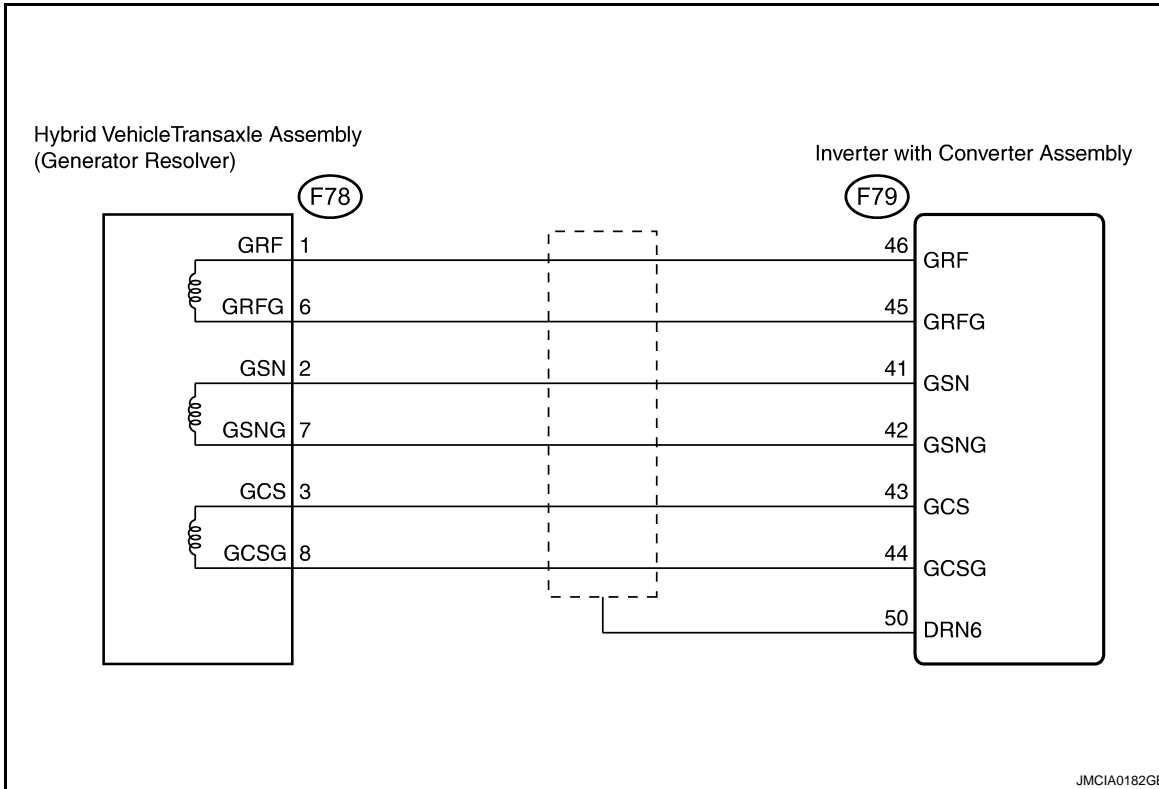 Hybrid VehicleTransaxle Assembly
(Generator Resolver)
Inverter with Converter Assembly
F78
F79
GRF 1
46 GRF
GRFG 6
45 GRFG
GSN 2
41 GSN
GSNG 7
42 GSNG
GCS 3
43 GCS
GCSG 8
44 GCSG
50 DRN6